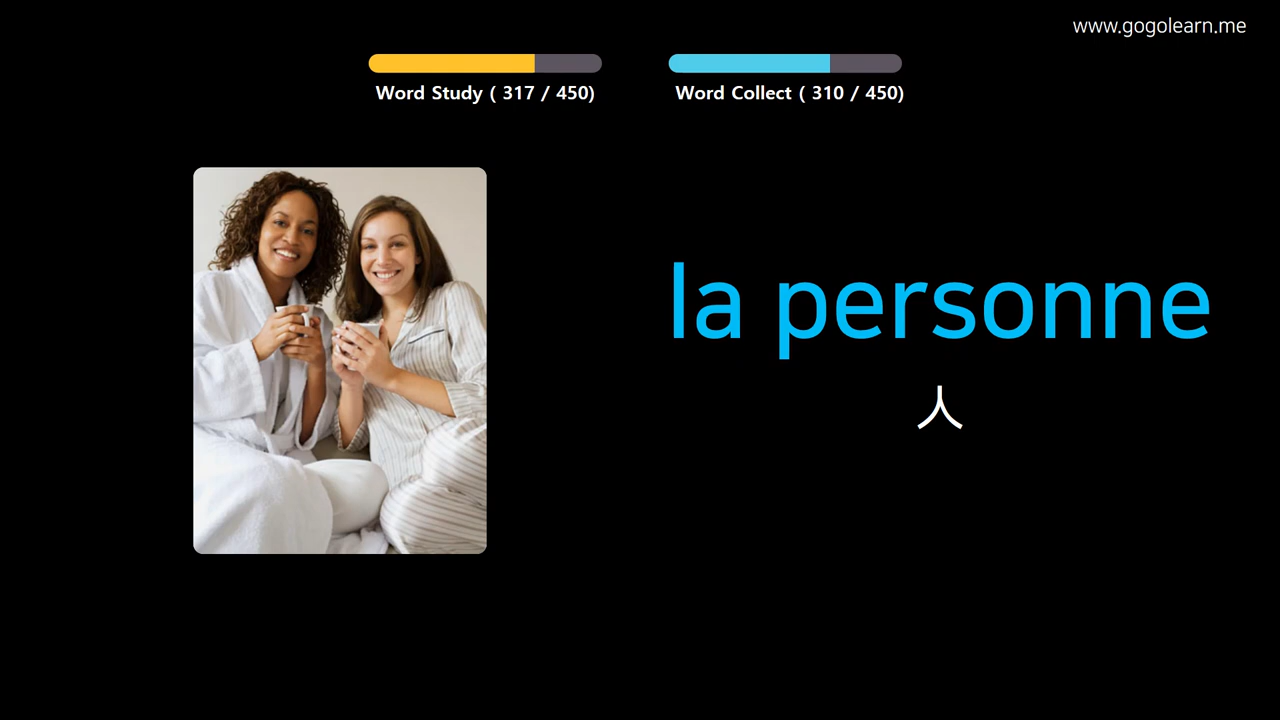 www.gogolearn.me
Word Study ( 317 / 450)
Word Collect ( 310 / 450)
la personne
人